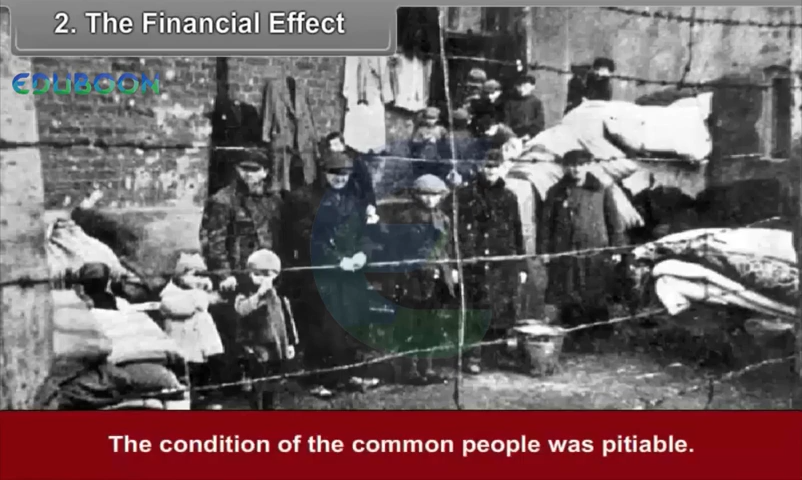 2. The Financial Effect
EDUBOON
The condition of the common people was pitiable.